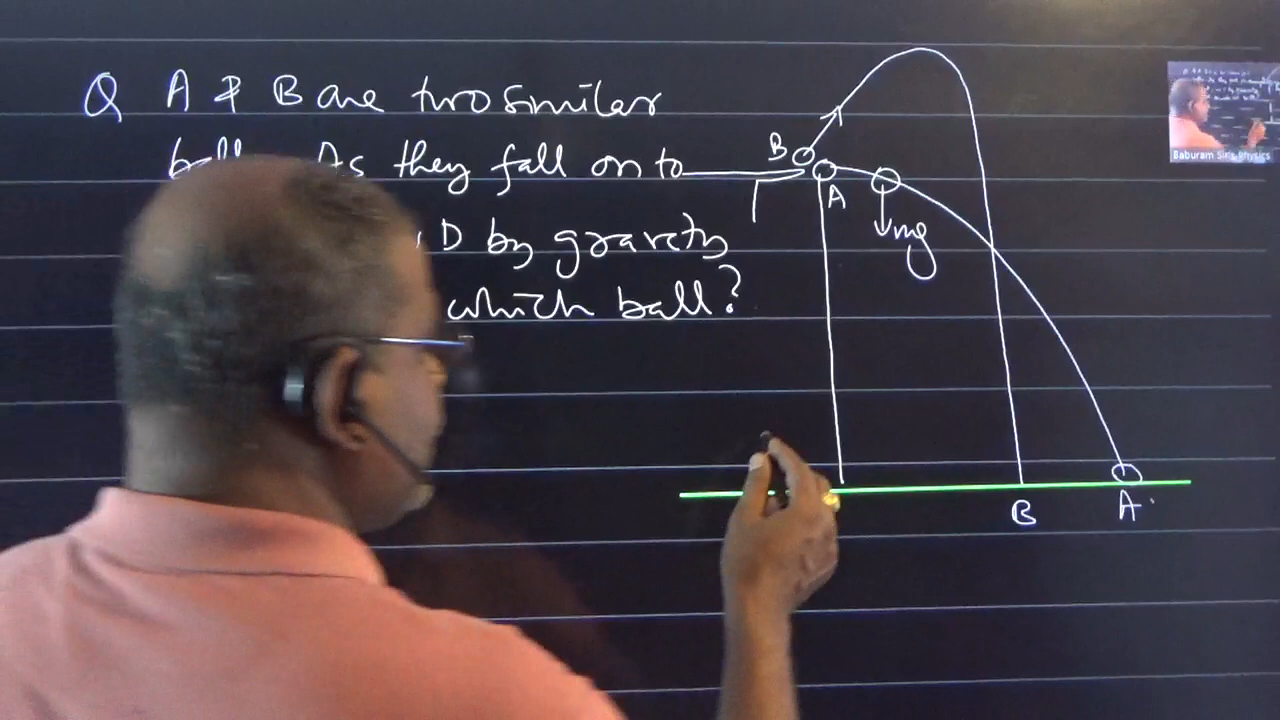 Q A & B are two similar
As they fall on to
D by gravity
which ball?
B
A
mg
B
A
Baburam Sir's Physics